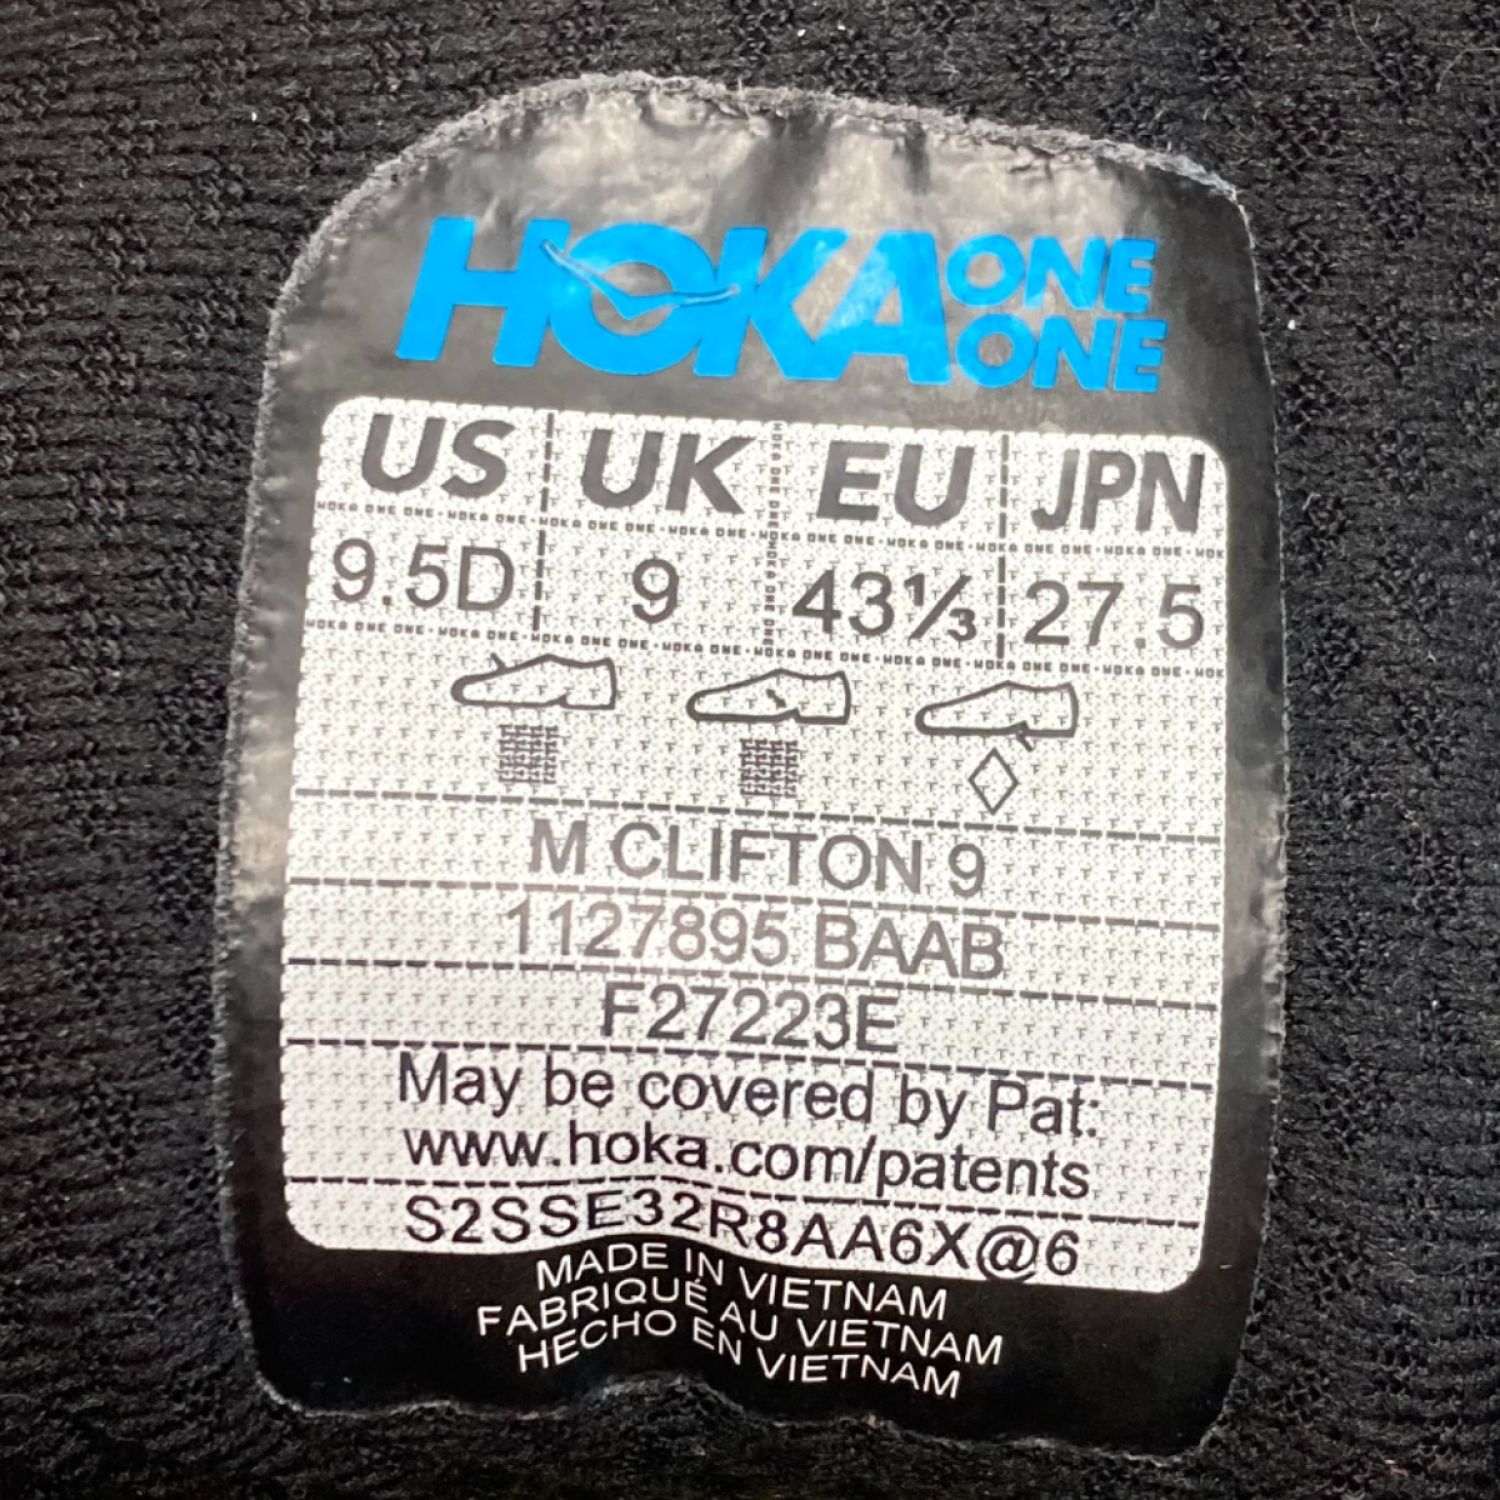 HOKA ONE ONE
US UK EU JPN
9.5D 9 43⅓ 27.5
M CLIFTON 9
1127895 BAAB
F27223E
May be covered by Pat:
www.hoka.com/patents
S2SSE32R8AA6X@6
MADE IN VIETNAM
FABRIQUÉ AU VIETNAM
HECHO EN VIETNAM